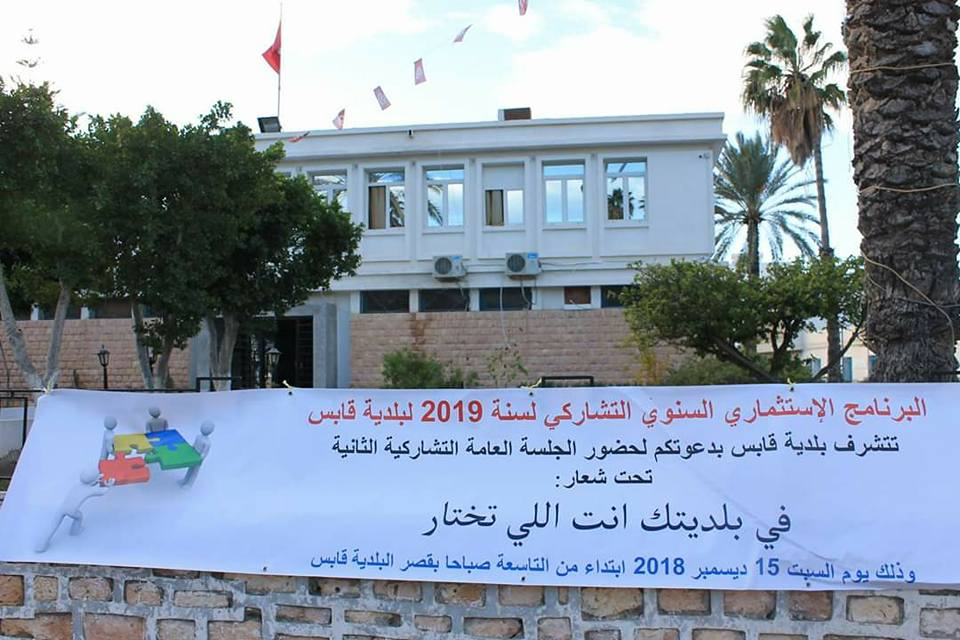 البرنامج الإستثماري السنوي التشاركي لسنة 2019 لبلدية قابس
تتشرف بلدية قابس بدعوتكم لحضور الجلسة العامة التشاركية الثانية
تحت شعار:
في بلديتك انت اللي تختار
وذلك يوم السبت 15 ديسمبر 2018 ابتداء من التاسعة صباحا بقصر البلدية قابس